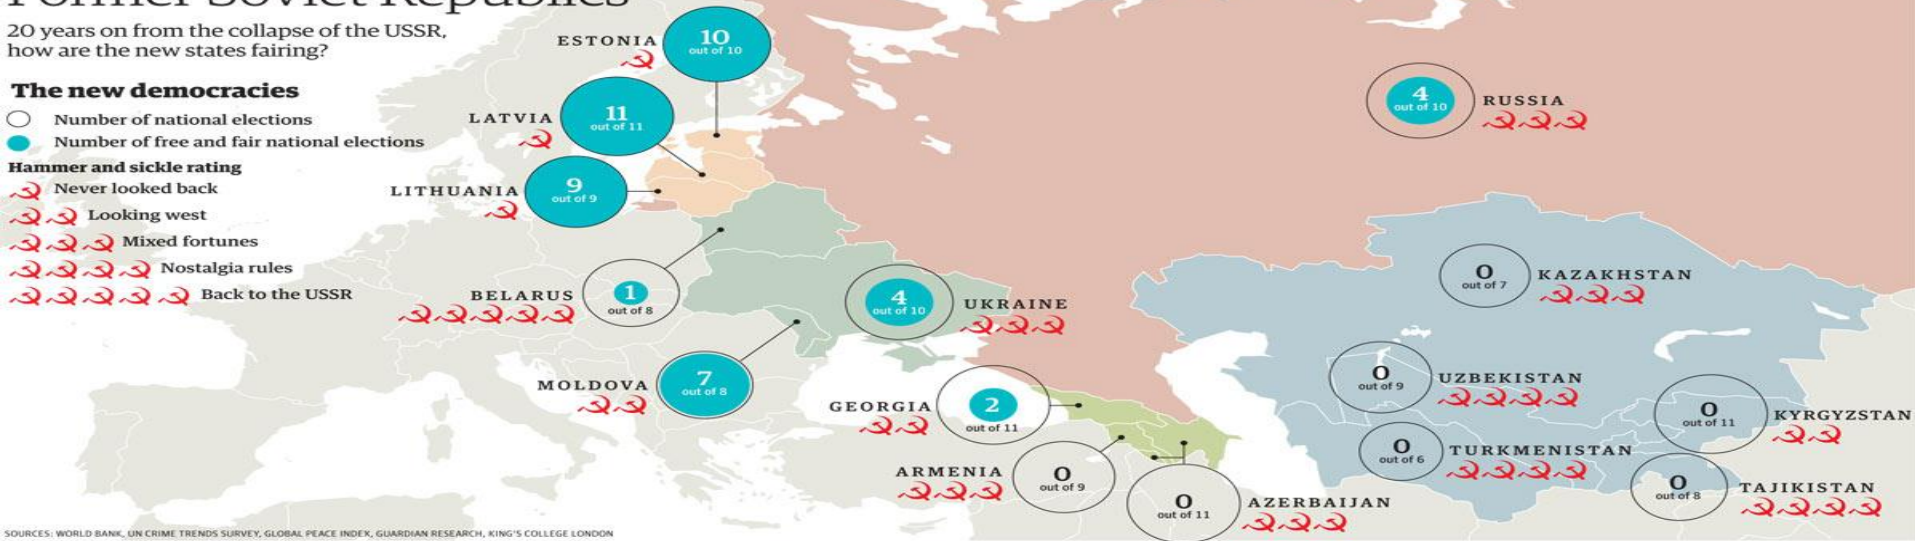 Former Soviet Republics
20 years on from the collapse of the USSR,
how are the new states fairing?
The new democracies
Number of national elections
Number of free and fair national elections
Hammer and sickle rating
Never looked back
Looking west
Mixed fortunes
Nostalgia rules
Back to the USSR
ESTONIA
10
out of 10
LATVIA
11
out of 11
LITHUANIA
9
out of 9
BELARUS
1
out of 8
MOLDOVA
7
out of 8
UKRAINE
4
out of 10
RUSSIA
4
out of 10
GEORGIA
2
out of 11
ARMENIA
0
out of 9
AZERBAIJAN
0
out of 11
KAZAKHSTAN
0
out of 7
UZBEKISTAN
0
out of 9
TURKMENISTAN
0
out of 6
KYRGYZSTAN
0
out of 11
TAJIKISTAN
0
out of 8
SOURCES: WORLD BANK, UN CRIME TRENDS SURVEY, GLOBAL PEACE INDEX, GUARDIAN RESEARCH, KING'S COLLEGE LONDON